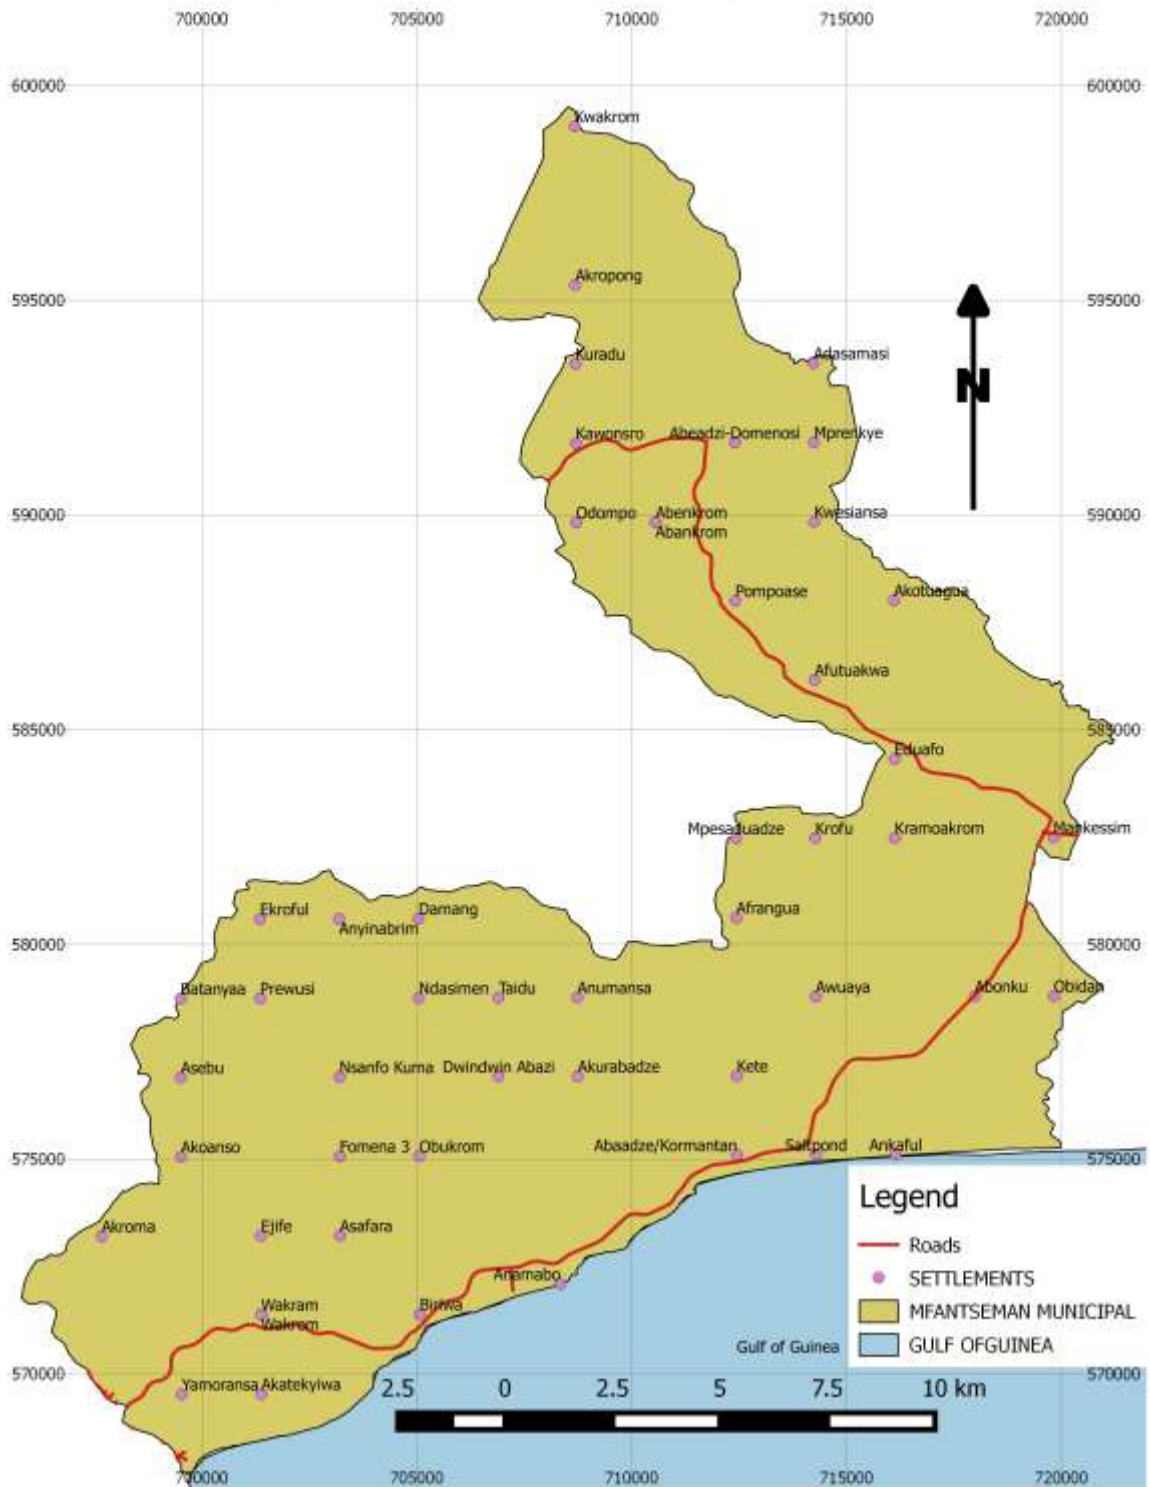 700000 705000 710000 715000 720000
600000 600000
Kwakrom
Akropong
595000 595000
Kuradu
Adasamasi
N
Kawonsro
Abeadzi-Domenosi
Mprenkye
590000 590000
Odompo
Abenkrom
Abankrom
Kwesiansa
Pompoase
Akotuagua
Afutuakwa
585000 585000
Eduafo
Mpesaduadze
Krofu
Kramoakrom
Mankessim
Ekroful
Anyinabrim
Damang
Afrangua
580000 580000
Batanyaa
Prewusi
Ndasimen
Taidu
Anumansa
Awuaya
Abonku
Obidan
Asebu
Nsanfo Kuma
Dwindwin Abazi
Akurabadze
Kete
Akoanso
Fomena 3
Obukrom
Abaadze/Kormantan
Saltpond
Ankaful
575000 575000
Akroma
Ejife
Asafara
Anamabo
Wakram
Wakrom
Biriwa
Legend
Roads
SETTLEMENTS
MFANTSEMAN MUNICIPAL
GULF OFGUINEA
Gulf of Guinea
570000 570000
Yamoransa
Akatekyiwa
2.5 0 2.5 5 7.5 10 km
700000 705000 710000 715000 720000